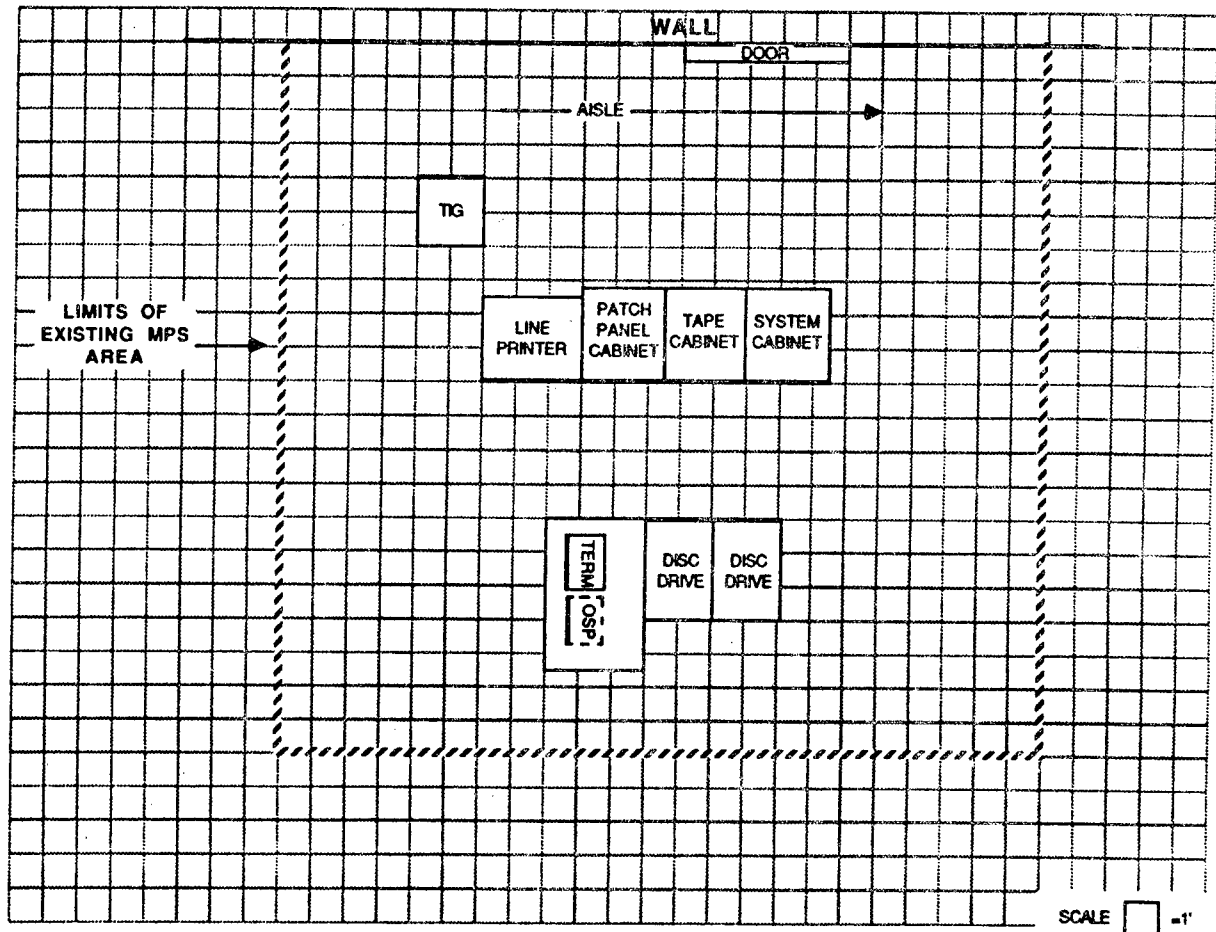 WALL
DOOR
AISLE
TIG
LIMITS OF
EXISTING MPS
AREA
LINE
PRINTER
PATCH
PANEL
CABINET
TAPE
CABINET
SYSTEM
CABINET
TERM
OSP
DISC
DRIVE
DISC
DRIVE
SCALE =1'